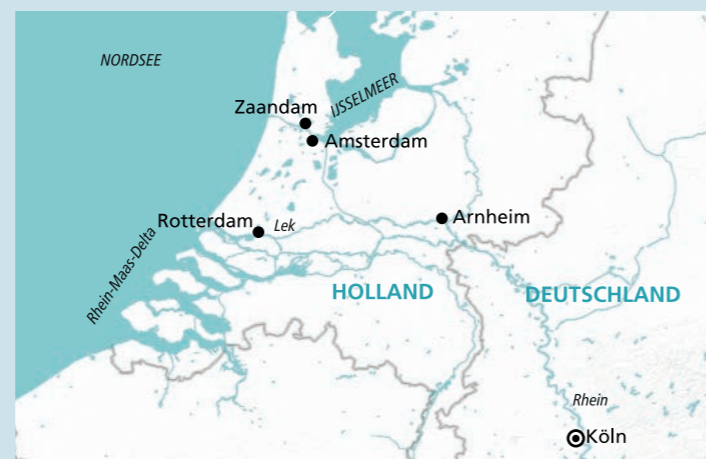 NORDSEE
IJSSELMEER
Zaandam
Amsterdam
Rotterdam
Lek
Arnheim
Rhein-Maas-Delta
HOLLAND
DEUTSCHLAND
Rhein
Köln